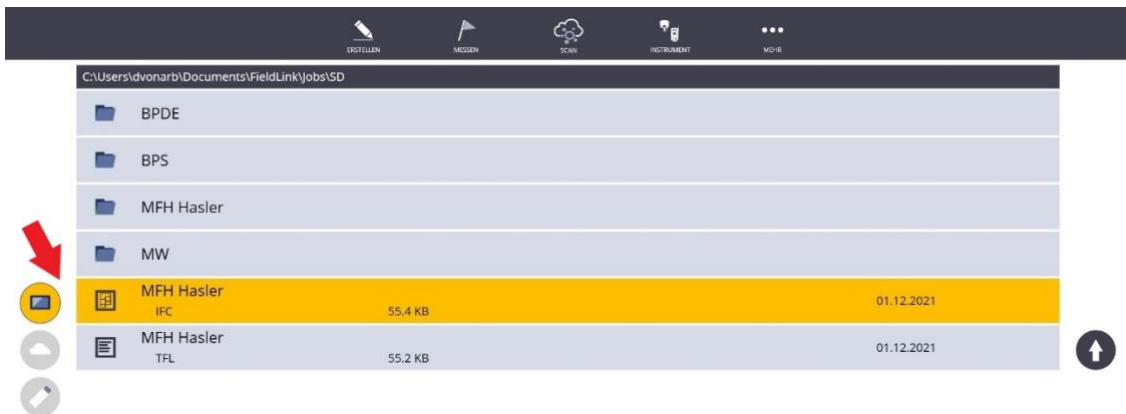 ERSTELLEN MESSEN SCAN INSTRUMENT MEHR
C:\Users\dvonarb\Documents\FieldLink\Jobs\SD
BPDE
BPS
MFH Hasler
MW
MFH Hasler
IFC 55.4 KB 01.12.2021
MFH Hasler
TFL 55.2 KB 01.12.2021